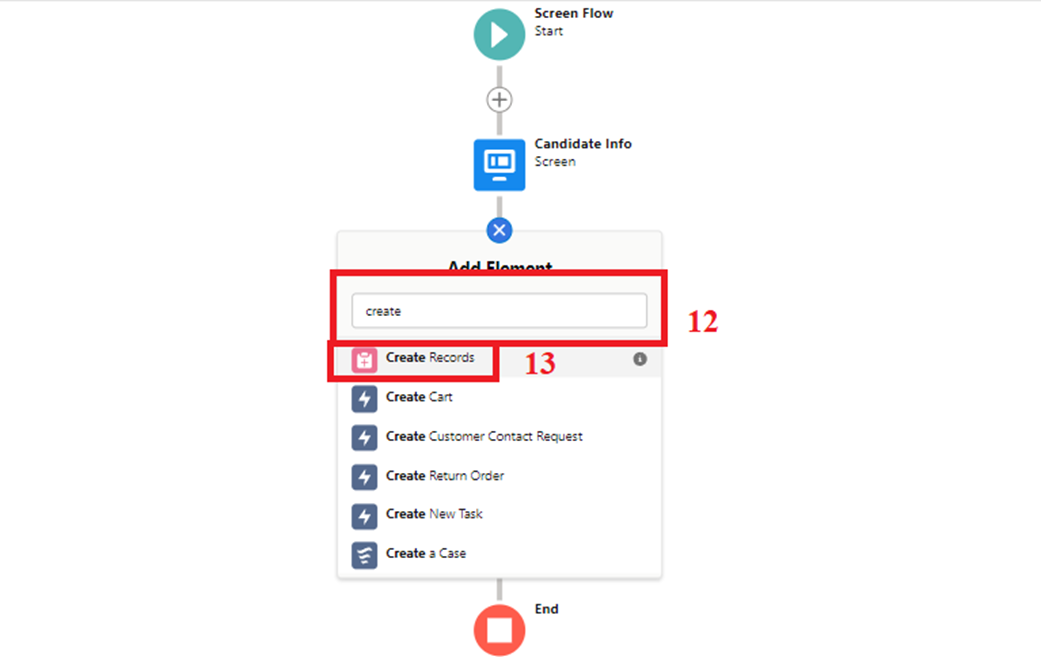 Screen Flow
Start
Candidate Info
Screen
Add Element
create
12
Create Records
13
Create Cart
Create Customer Contact Request
Create Return Order
Create New Task
Create a Case
End